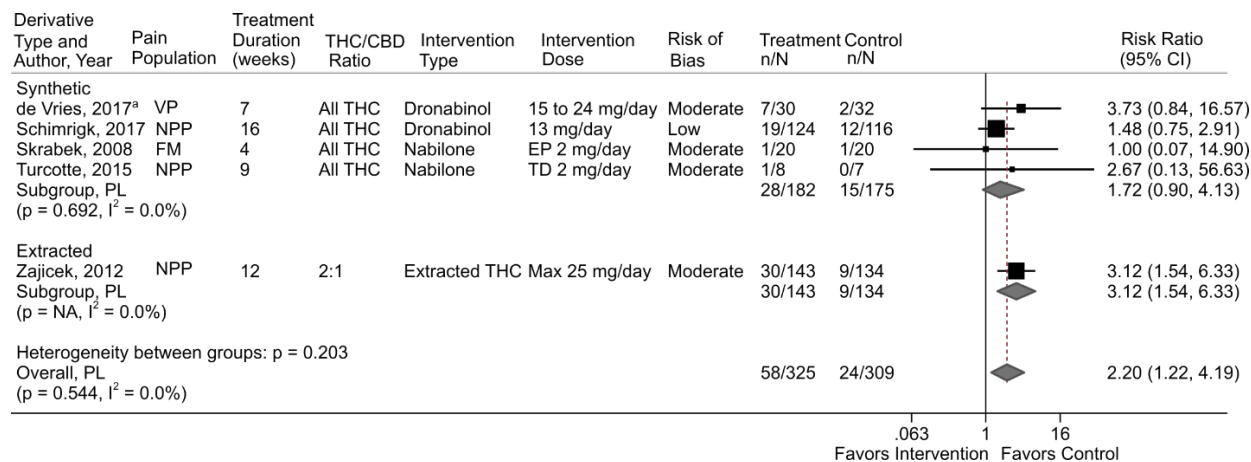 Derivative Type and Author, Year Pain Population Treatment Duration (weeks) THC/CBD Ratio Intervention Type Intervention Dose Risk of Bias Treatment n/N Control n/N Risk Ratio (95% CI)
Synthetic
de Vries, 2017a VP 7 All THC Dronabinol 15 to 24 mg/day Moderate 7/30 2/32 3.73 (0.84, 16.57)
Schimrigk, 2017 NPP 16 All THC Dronabinol 13 mg/day Low 19/124 12/116 1.48 (0.75, 2.91)
Skrabek, 2008 FM 4 All THC Nabilone EP 2 mg/day Moderate 1/20 1/20 1.00 (0.07, 14.90)
Turcotte, 2015 NPP 9 All THC Nabilone TD 2 mg/day Moderate 1/8 0/7 2.67 (0.13, 56.63)
Subgroup, PL 28/182 15/175 1.72 (0.90, 4.13)
(p = 0.692, I2 = 0.0%)
Extracted
Zajicek, 2012 NPP 12 2:1 Extracted THC Max 25 mg/day Moderate 30/143 9/134 3.12 (1.54, 6.33)
Subgroup, PL 30/143 9/134 3.12 (1.54, 6.33)
(p = NA, I2 = 0.0%)
Heterogeneity between groups: p = 0.203
Overall, PL 58/325 24/309 2.20 (1.22, 4.19)
(p = 0.544, I2 = 0.0%)
.063 1 16
Favors Intervention Favors Control